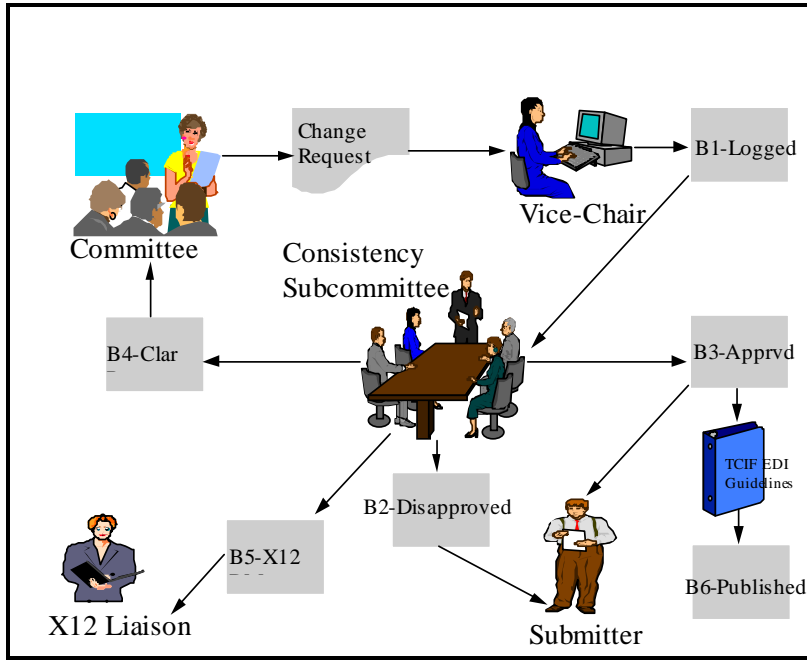 Change
Request
B1-Logged
Vice-Chair
Committee
Consistency
Subcommittee
B4-Clar
B3-Apprvd
TCIF EDI
Guidelines
B2-Disapproved
B5-X12
B6-Published
X12 Liaison
Submitter